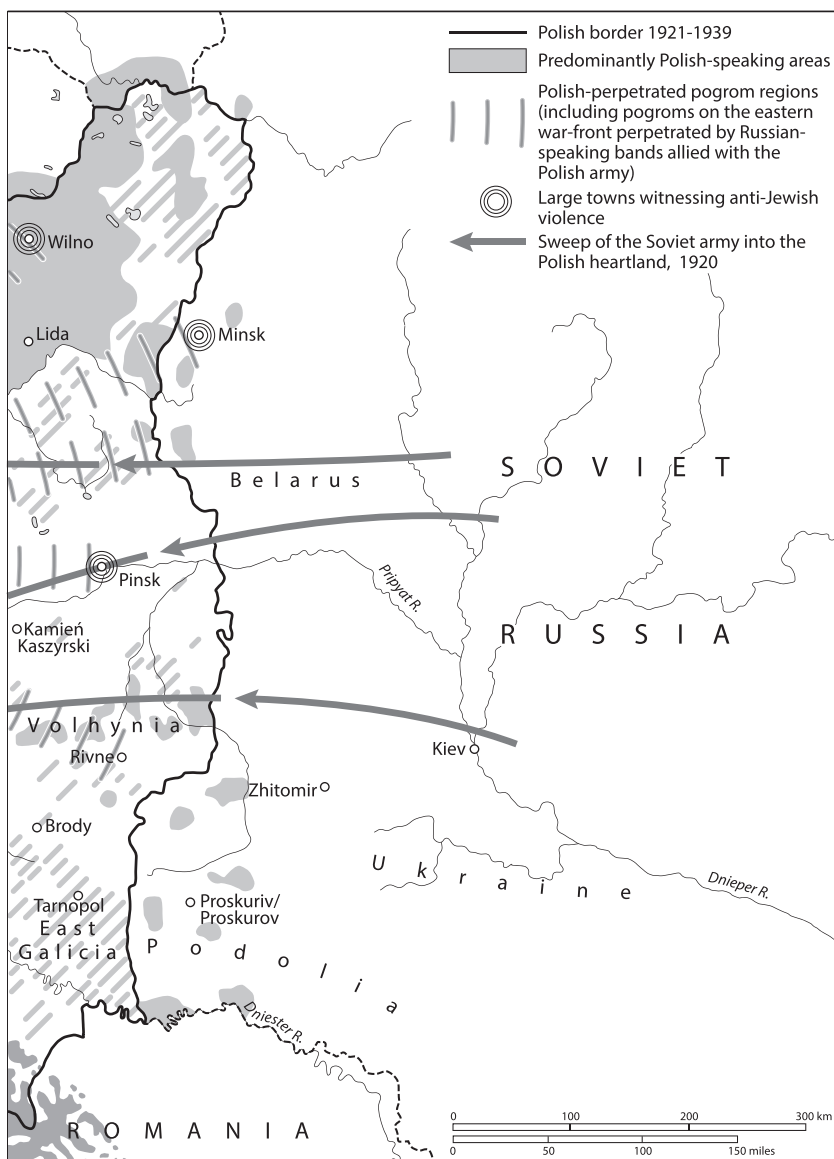 Polish border 1921-1939
Predominantly Polish-speaking areas
Polish-perpetrated pogrom regions
(including pogroms on the eastern
war-front perpetrated by Russian-
speaking bands allied with the
Polish army)
Large towns witnessing anti-Jewish
violence
Sweep of the Soviet army into the
Polish heartland, 1920
Wilno
Lida
Minsk
SOVIET
Belarus
Pinsk
Pripyat R.
Kamień
Kaszyrski
RUSSIA
Volhynia
Rivne
Kiev
Zhitomir
Brody
Ukraine
Dnieper R.
Tarnopol
Proskuriv/
Proskurov
East
Galicia
Podolia
Dniester R.
ROMANIA
0 100 200 300 km
0 50 100 150 miles